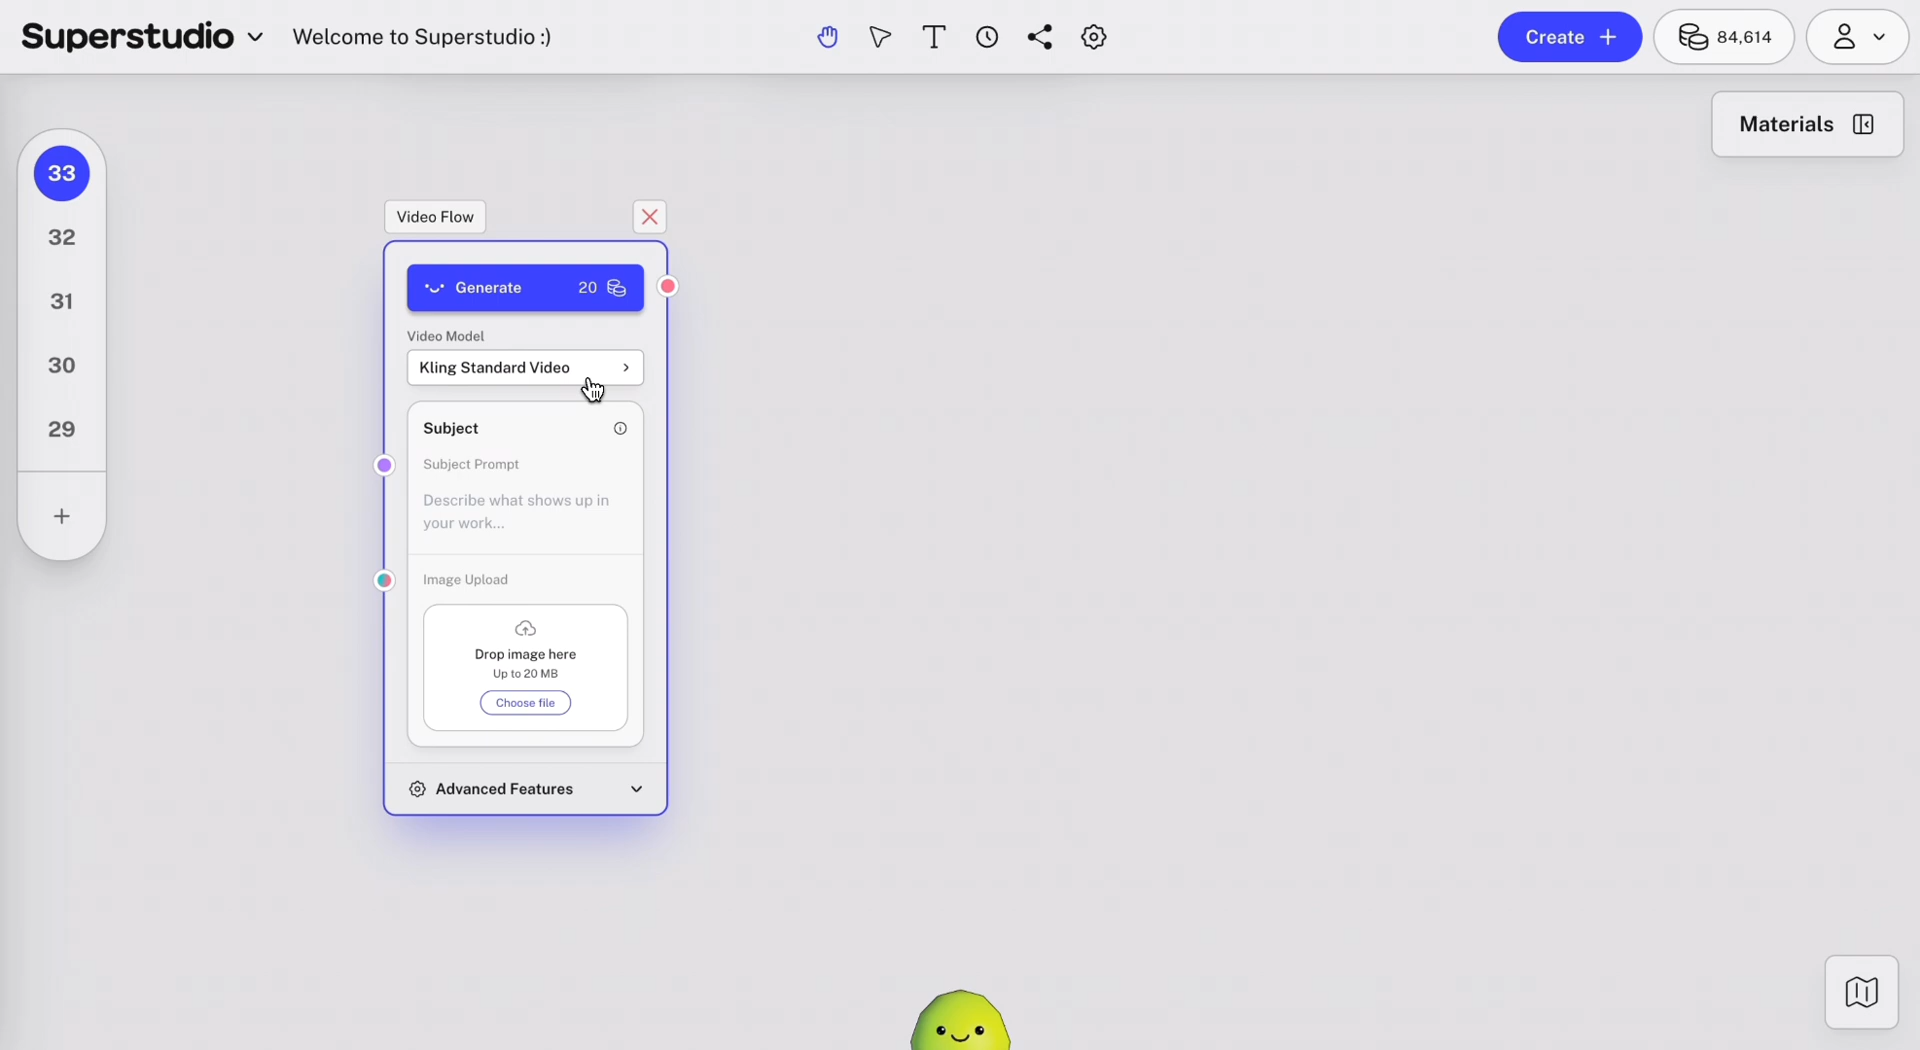 Superstudio
Welcome to Superstudio :)
Create
84,614
Materials
33
32
31
30
29
Video Flow
Generate 20
Video Model
Kling Standard Video
Subject
Subject Prompt
Describe what shows up in
your work...
Image Upload
Drop image here
Up to 20 MB
Choose file
Advanced Features